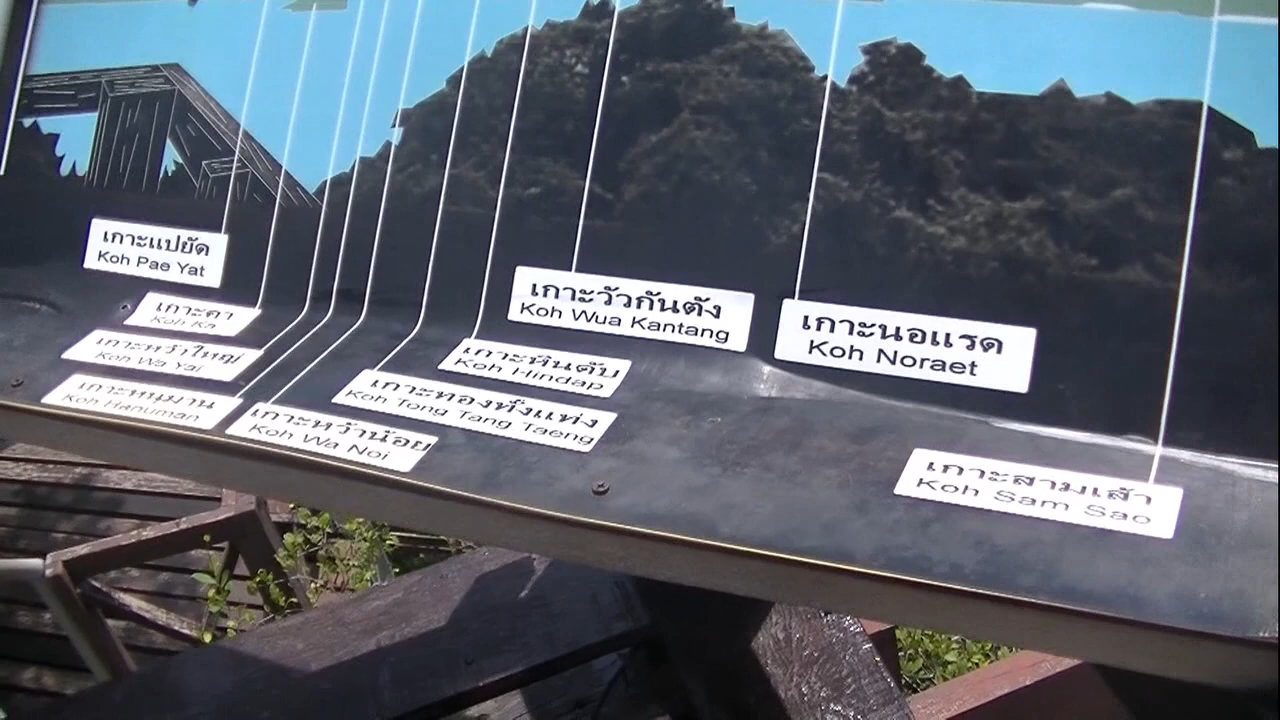 เกาะแปยัด
Koh Pae Yat
เกาะคา
Koh Ka
เกาะหว้าใหญ่
Koh Wa Yai
เกาะหนุมาน
Koh Hanuman
เกาะหว้าน้อย
Koh Wa Noi
เกาะทองทั้งแท่ง
Koh Tong Tang Taeng
เกาะหินดับ
Koh Hindap
เกาะวัวกันตัง
Koh Wua Kantang
เกาะนอแรด
Koh Noraet
เกาะสามเส้า
Koh Sam Sao